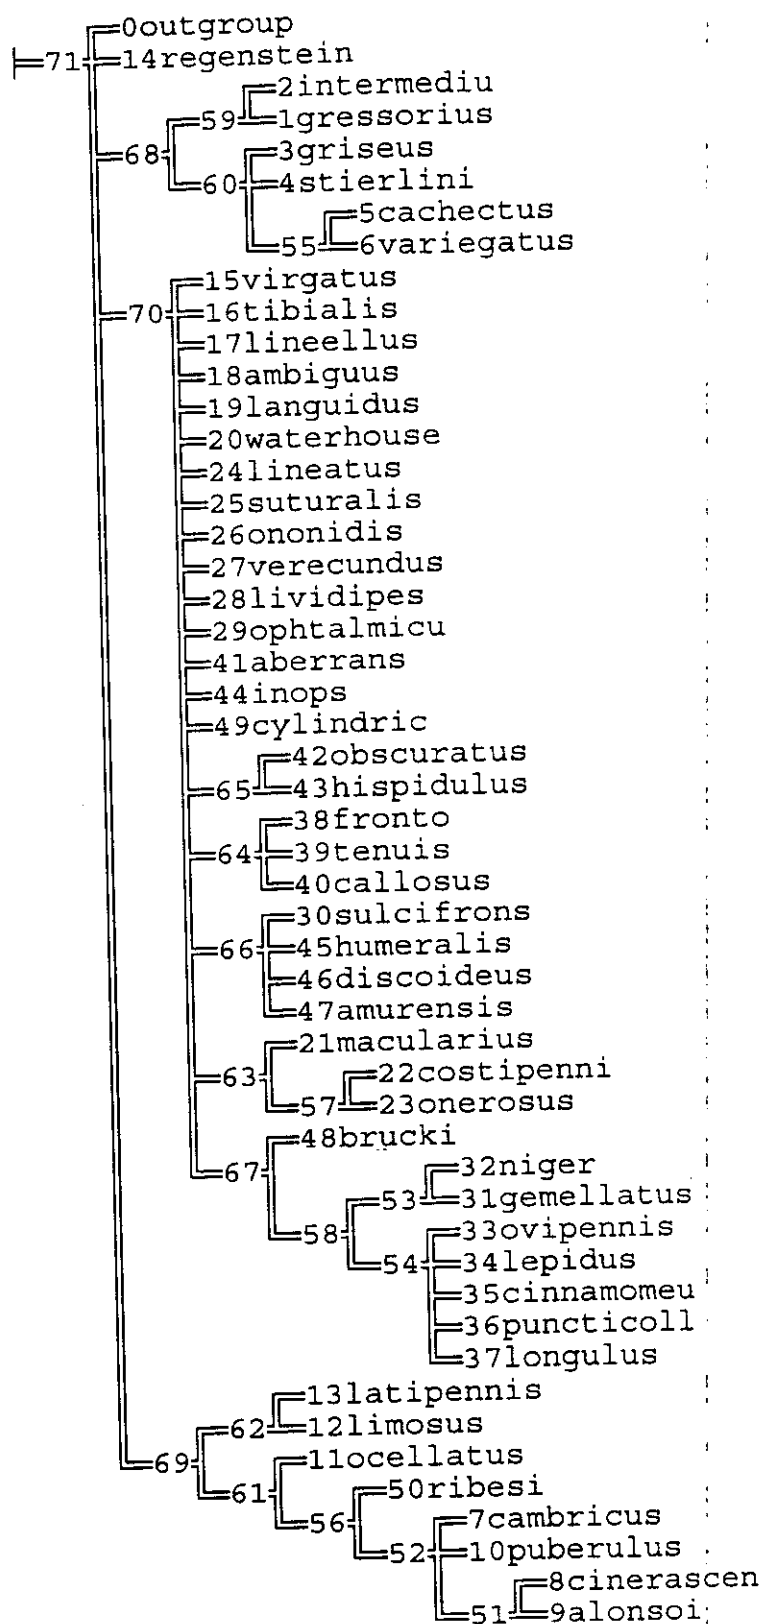 0outgroup
71 14regenstein
2intermediu
59 1gressorius
68 3griseus
60 4stierlini
5cachectus
55 6variegatus
15virgatus
70 16tibialis
17lineellus
18ambiguus
19languidus
20waterhouse
24lineatus
25suturalis
26ononidis
27verecundus
28lividipes
29ophtalmicu
41aberrans
44inops
49cylindric
42obscuratus
65 43hispidulus
38fronto
64 39tenuis
40callosus
30sulcifrons
66 45humeralis
46discoideus
47amurensis
21macularius
63 22costipenni
57 23onerosus
48brucki
67 32niger
53 31gemellatus
58 33ovipennis
54 34lepidus
35cinnamomeu
36puncticoll
37longulus
13latipennis
62 12limosus
69 11ocellatus
61 50ribesi
56 7cambricus
52 10puberulus
8cinerascen
51 9alonsoi